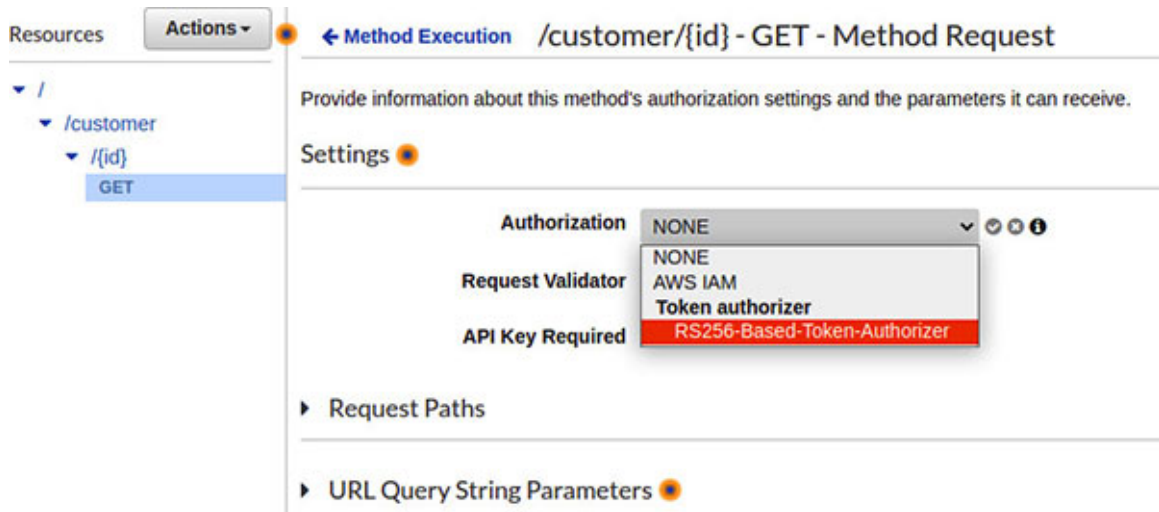 Resources
Actions
Method Execution
/customer/{id} - GET - Method Request
/
/customer
/{id}
GET
Provide information about this method's authorization settings and the parameters it can receive.
Settings
Authorization
NONE
NONE
AWS IAM
Token authorizer
RS256-Based-Token-Authorizer
Request Validator
API Key Required
Request Paths
URL Query String Parameters